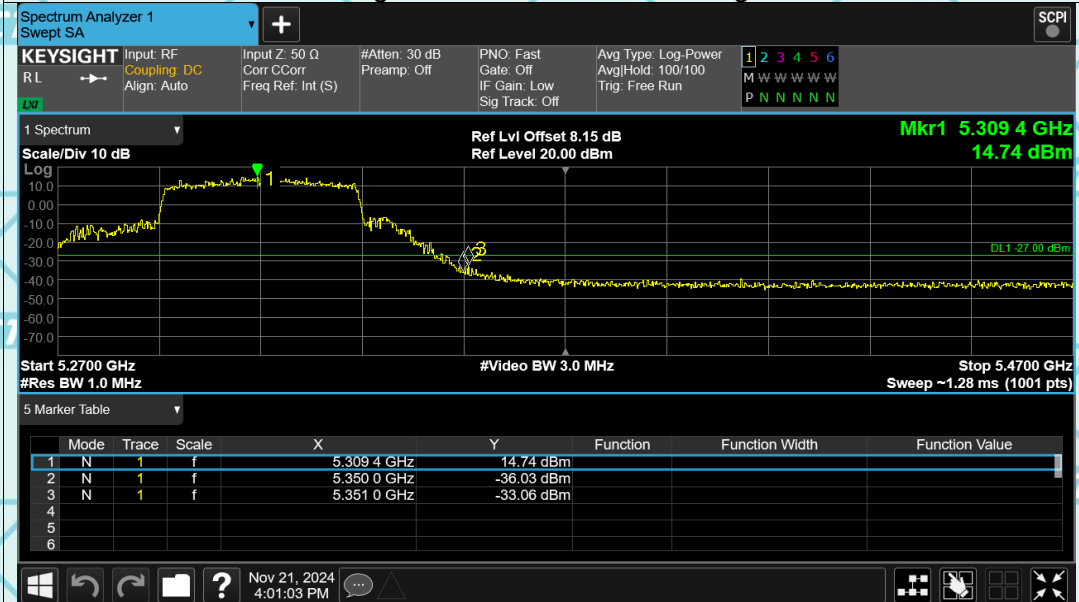 Spectrum Analyzer 1
Swept SA
+
SCPI
KEYSIGHT Input: RF Input Z: 50 Ω #Atten: 30 dB PNO: Fast Avg Type: Log-Power 1 2 3 4 5 6
R L Coupling: DC Corr CCorr Preamp: Off Gate: Off Avg|Hold: 100/100 M W W W W W
Align: Auto Freq Ref: Int (S) IF Gain: Low Trig: Free Run
LXI Sig Track: Off P N N N N N
1 Spectrum
Ref Lvl Offset 8.15 dB
Mkr1 5.309 4 GHz
Scale/Div 10 dB Ref Level 20.00 dBm 14.74 dBm
Log
1
10.0
0.00
-10.0
-20.0
3
2
DL1 -27.00 dBm
-30.0
-40.0
-50.0
-60.0
-70.0
Start 5.2700 GHz #Video BW 3.0 MHz Stop 5.4700 GHz
#Res BW 1.0 MHz Sweep ~1.28 ms (1001 pts)
5 Marker Table
Mode Trace Scale X Y Function Function Width Function Value
1 N 1 f 5.309 4 GHz 14.74 dBm
2 N 1 f 5.350 0 GHz -36.03 dBm
3 N 1 f 5.351 0 GHz -33.06 dBm
4
5
6
? Nov 21, 2024
4:01:03 PM